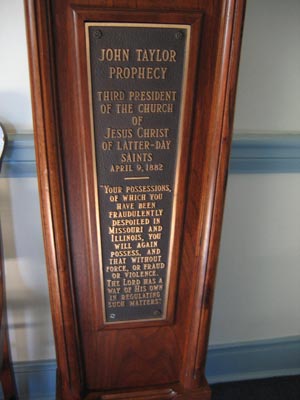 JOHN TAYLOR
PROPHECY
THIRD PRESIDENT
OF THE CHURCH
OF
JESUS CHRIST
OF LATTER-DAY
SAINTS
APRIL 9, 1882
"YOUR POSSESSIONS,
OF WHICH YOU
HAVE BEEN
FRAUDULENTLY
DESPOILED IN
MISSOURI AND
ILLINOIS, YOU
WILL AGAIN
POSSESS, AND
THAT WITHOUT
FORCE, OR FRAUD
OR VIOLENCE.
THE LORD HAS A
WAY OF HIS OWN
IN REGULATING
SUCH MATTERS."